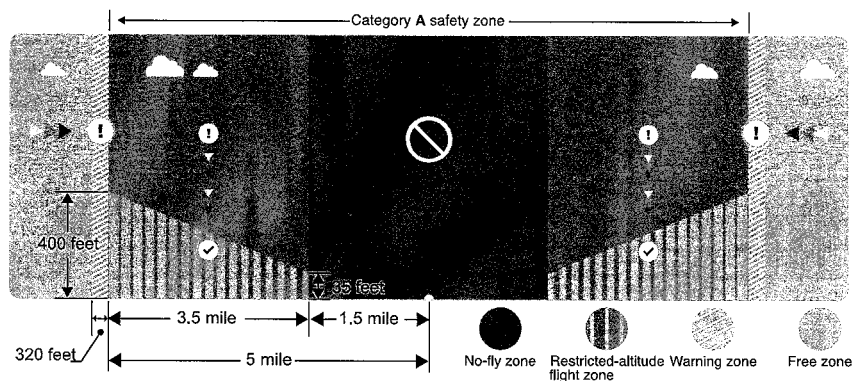 Category A safety zone
!
!
!
!
400 feet
35 feet
3.5 mile
1.5 mile
320 feet
5 mile
No-fly zone
Restricted-altitude flight zone
Warning zone
Free zone